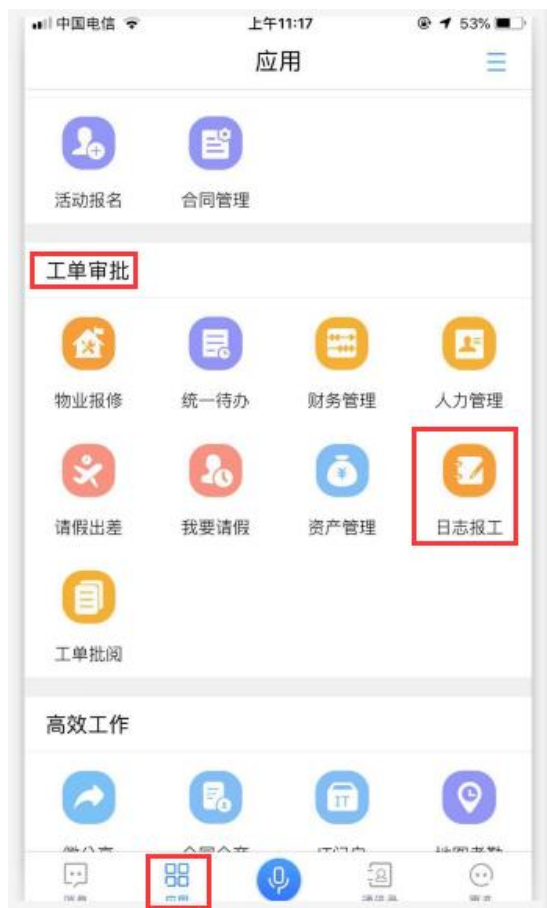 中国电信 上午11:17 53%
应用
活动报名 合同管理
工单审批
物业报修 统一待办 财务管理 人力管理
¥
请假出差 我要请假 资产管理 日志报工
工单批阅
高效工作
IT